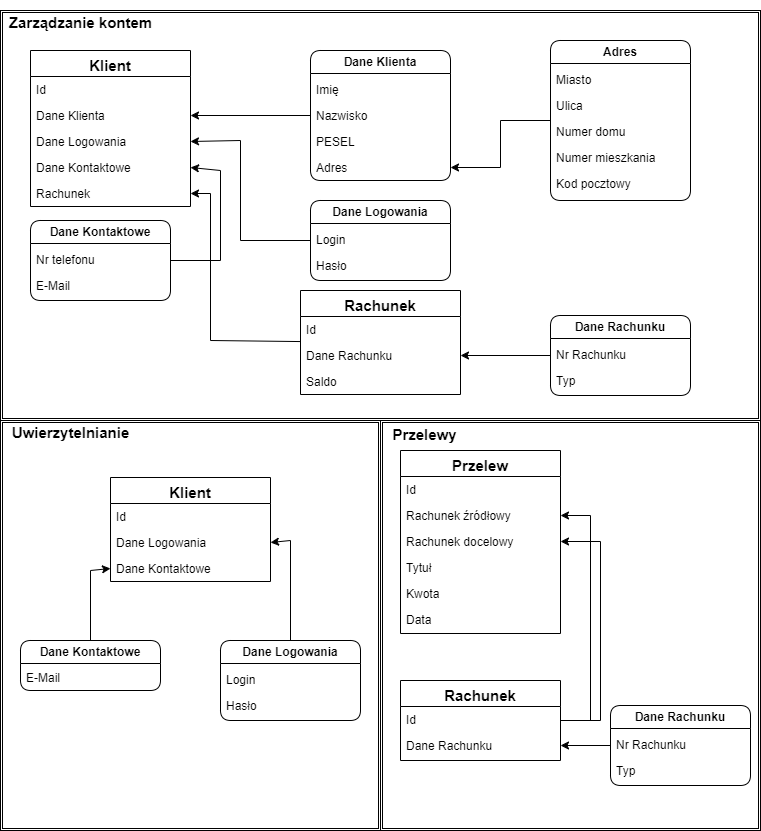 Zarządzanie kontem
Klient
Id
Dane Klienta
Dane Logowania
Dane Kontaktowe
Rachunek
Dane Klienta
Imię
Nazwisko
PESEL
Adres
Adres
Miasto
Ulica
Numer domu
Numer mieszkania
Kod pocztowy
Dane Kontaktowe
Nr telefonu
E-Mail
Dane Logowania
Login
Hasło
Rachunek
Id
Dane Rachunku
Saldo
Dane Rachunku
Nr Rachunku
Typ
Uwierzytelnianie
Klient
Id
Dane Logowania
Dane Kontaktowe
Dane Kontaktowe
E-Mail
Dane Logowania
Login
Hasło
Przelewy
Przelew
Id
Rachunek źródłowy
Rachunek docelowy
Tytuł
Kwota
Data
Rachunek
Id
Dane Rachunku
Dane Rachunku
Nr Rachunku
Typ